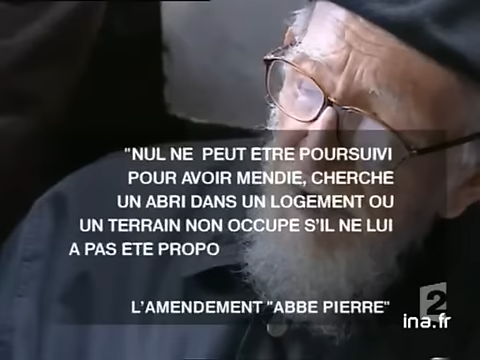 "NUL NE PEUT ETRE POURSUIVI
POUR AVOIR MENDIE, CHERCHE
UN ABRI DANS UN LOGEMENT OU
UN TERRAIN NON OCCUPE S'IL NE LUI
A PAS ETE PROPO
L'AMENDEMENT "ABBE PIERRE"
2
ina.fr